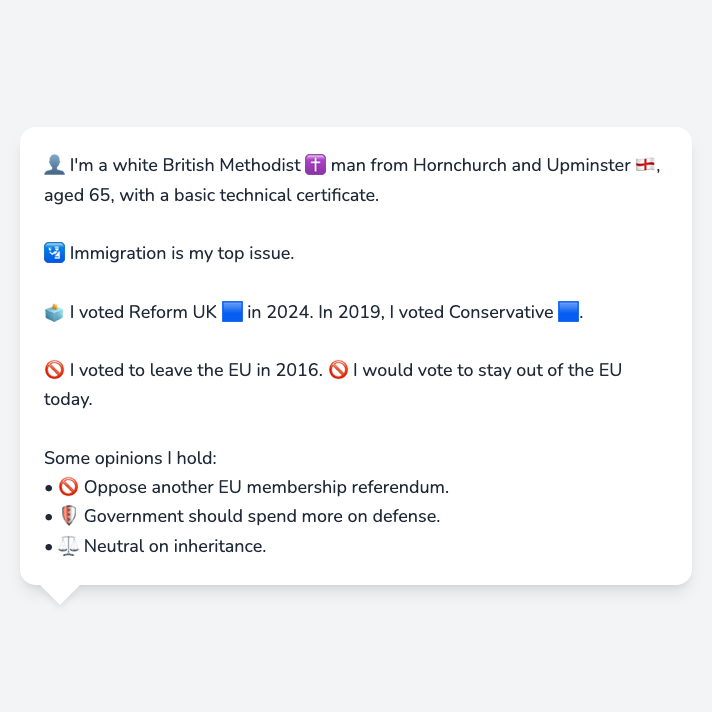 👤 I'm a white British Methodist ✝️ man from Hornchurch and Upminster 🏴󠁧󠁢󠁥󠁮󠁧󠁿,
aged 65, with a basic technical certificate.
🛂 Immigration is my top issue.
🗳️ I voted Reform UK 🟦 in 2024. In 2019, I voted Conservative 🟦.
🚫 I voted to leave the EU in 2016. 🚫 I would vote to stay out of the EU
today.
Some opinions I hold:
• 🚫 Oppose another EU membership referendum.
• 🛡️ Government should spend more on defense.
• ⚖️ Neutral on inheritance.